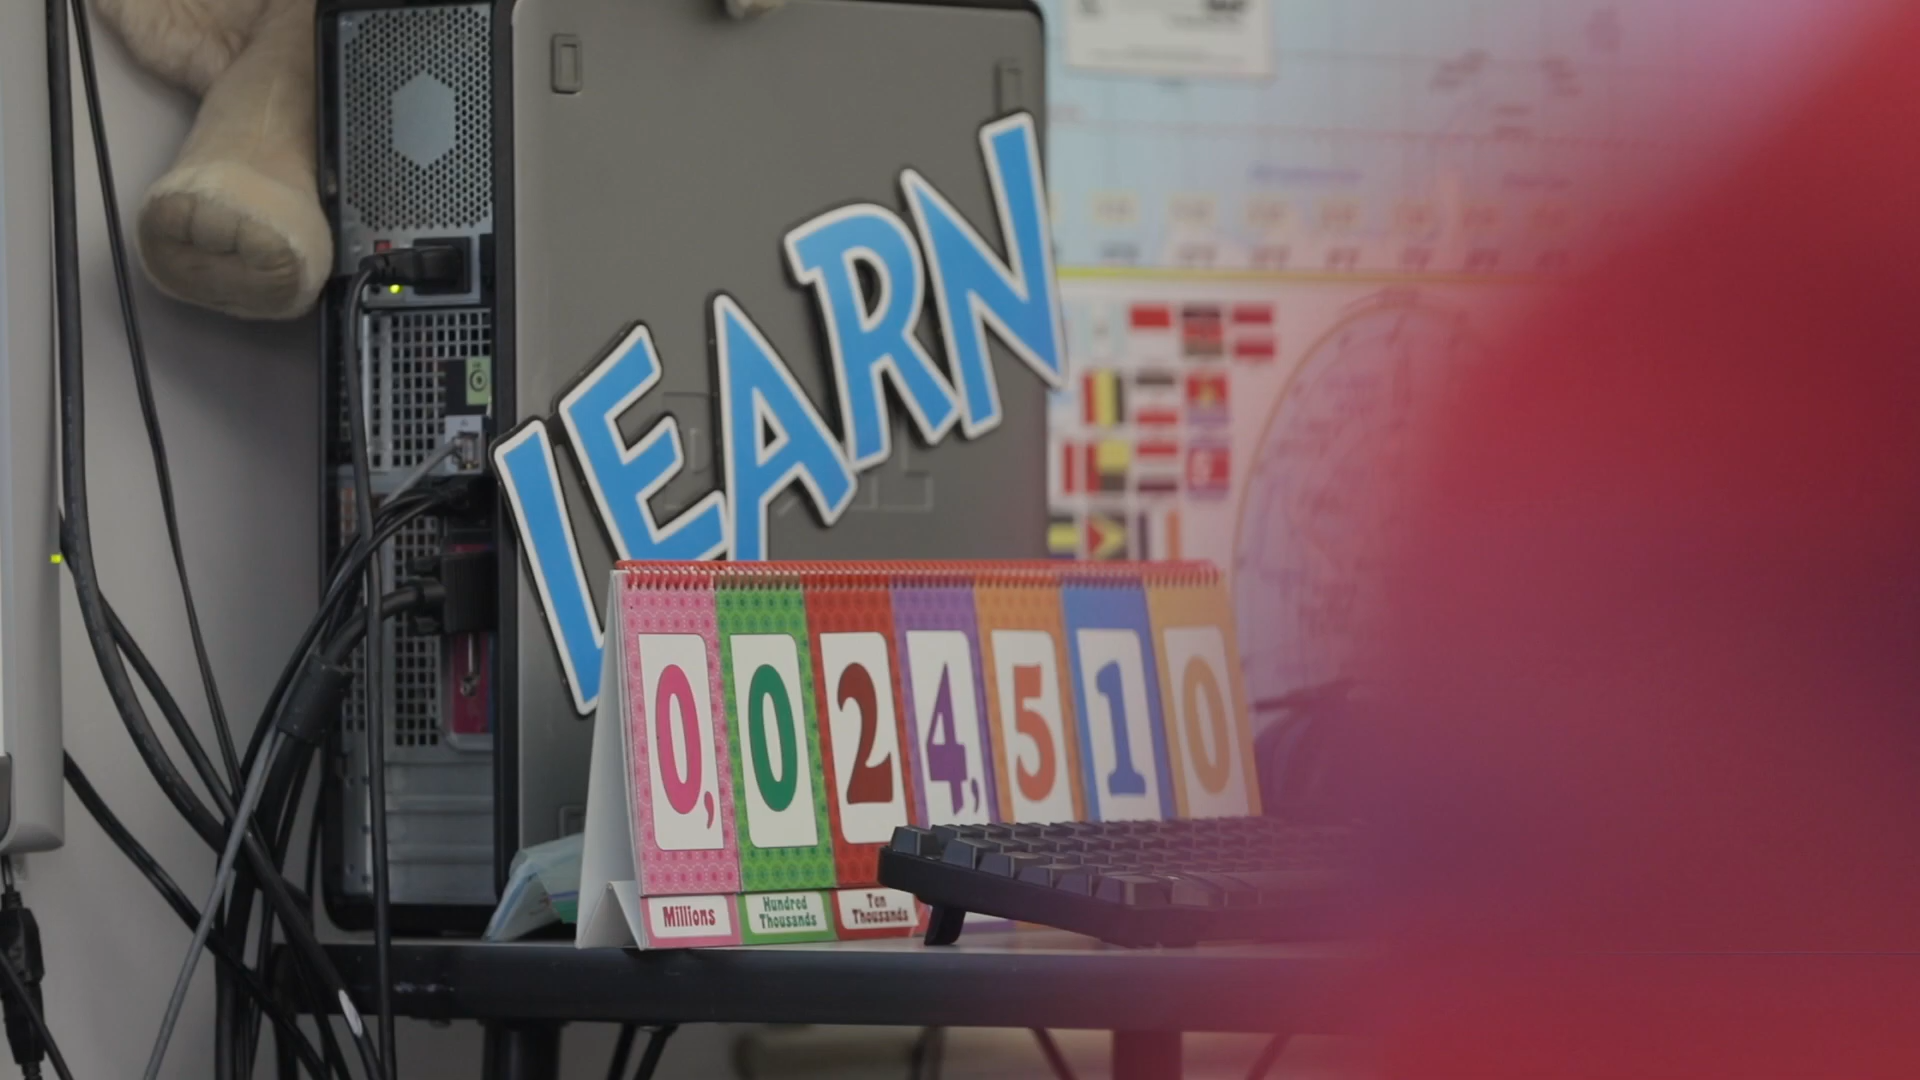 LEARN
0,024,510
Millions
Hundred
Thousands
Ten
Thousands